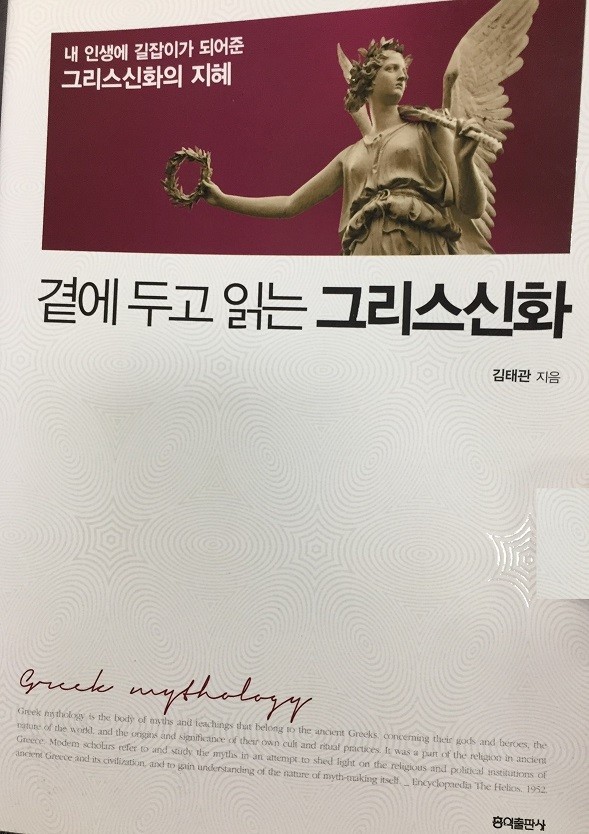 내 인생에 길잡이가 되어준
그리스신화의 지혜
곁에 두고 읽는 그리스신화
김태관 지음
Greek mythology
Greek mythology is the body of myths and teachings that belong to the ancient Greeks, concerning their gods and heroes, the
nature of the world, and the origins and significance of their own cult and ritual practices. It was a part of the religion in ancient
Greece. Modern scholars refer to and study the myths in an attempt to shed light on the religious and political institutions of
ancient Greece and its civilization, and to gain understanding of the nature of myth-making itself. _ Encyclopaedia The Helios. 1952
홍익출판사